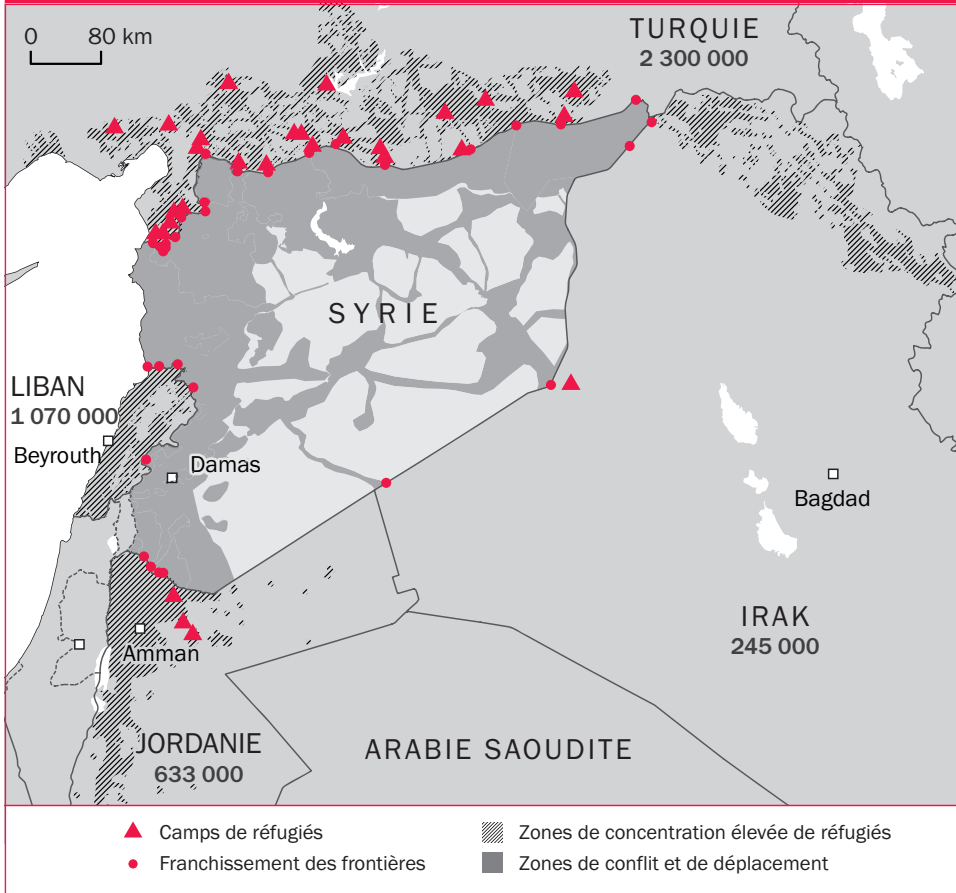 0 80 km
TURQUIE
2 300 000
SYRIE
LIBAN
1 070 000
Beyrouth
Damas
Bagdad
IRAK
245 000
Amman
JORDANIE
633 000
ARABIE SAOUDITE
Camps de réfugiés
Zones de concentration élevée de réfugiés
Franchissement des frontières
Zones de conflit et de déplacement